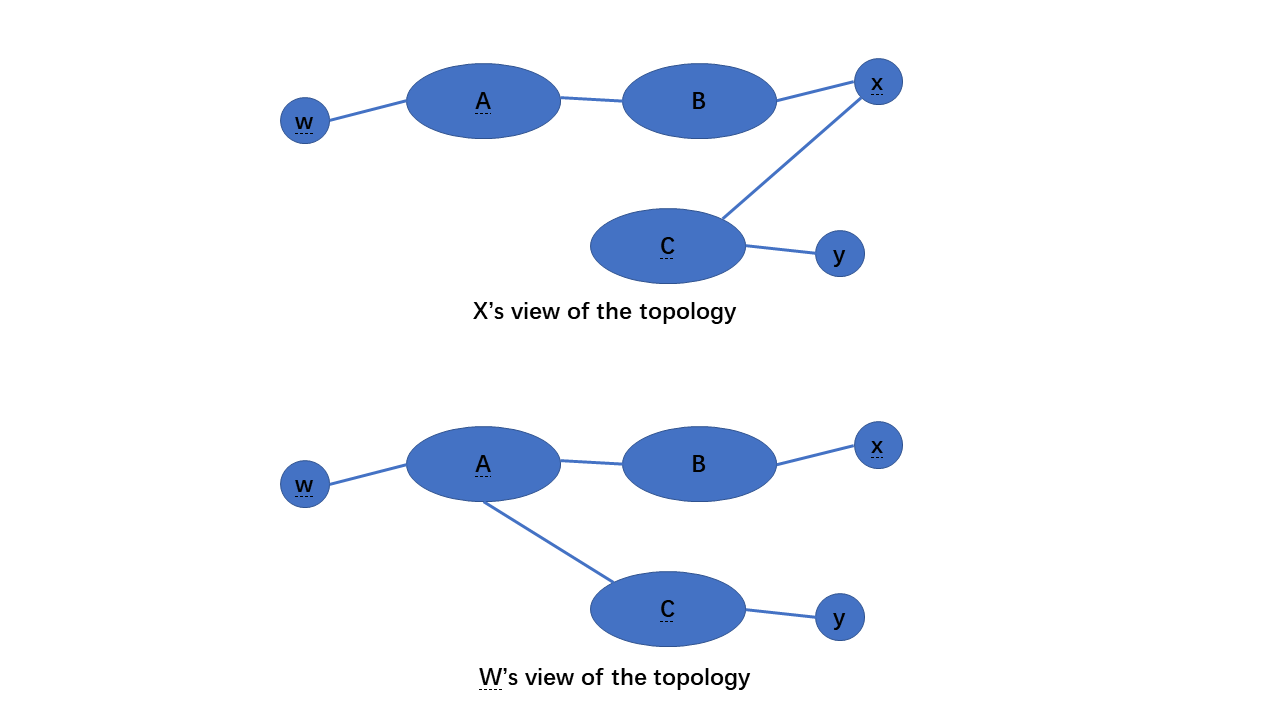 w A B x
C y
X’s view of the topology
w A B x
C y
W’s view of the topology